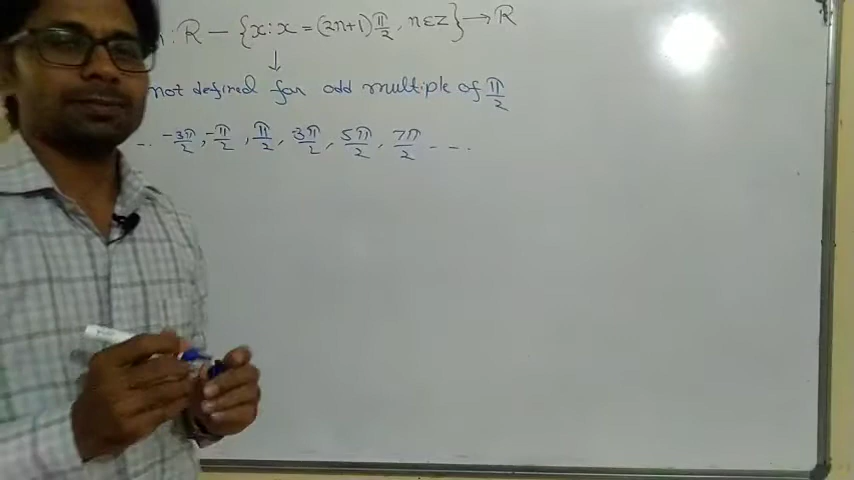 : R - {x : x = (2n+1) π/2, n ∈ Z} → R
↓
not defined for odd multiple of π/2
-- -3π/2, -π/2, π/2, 3π/2, 5π/2, 7π/2 - - .